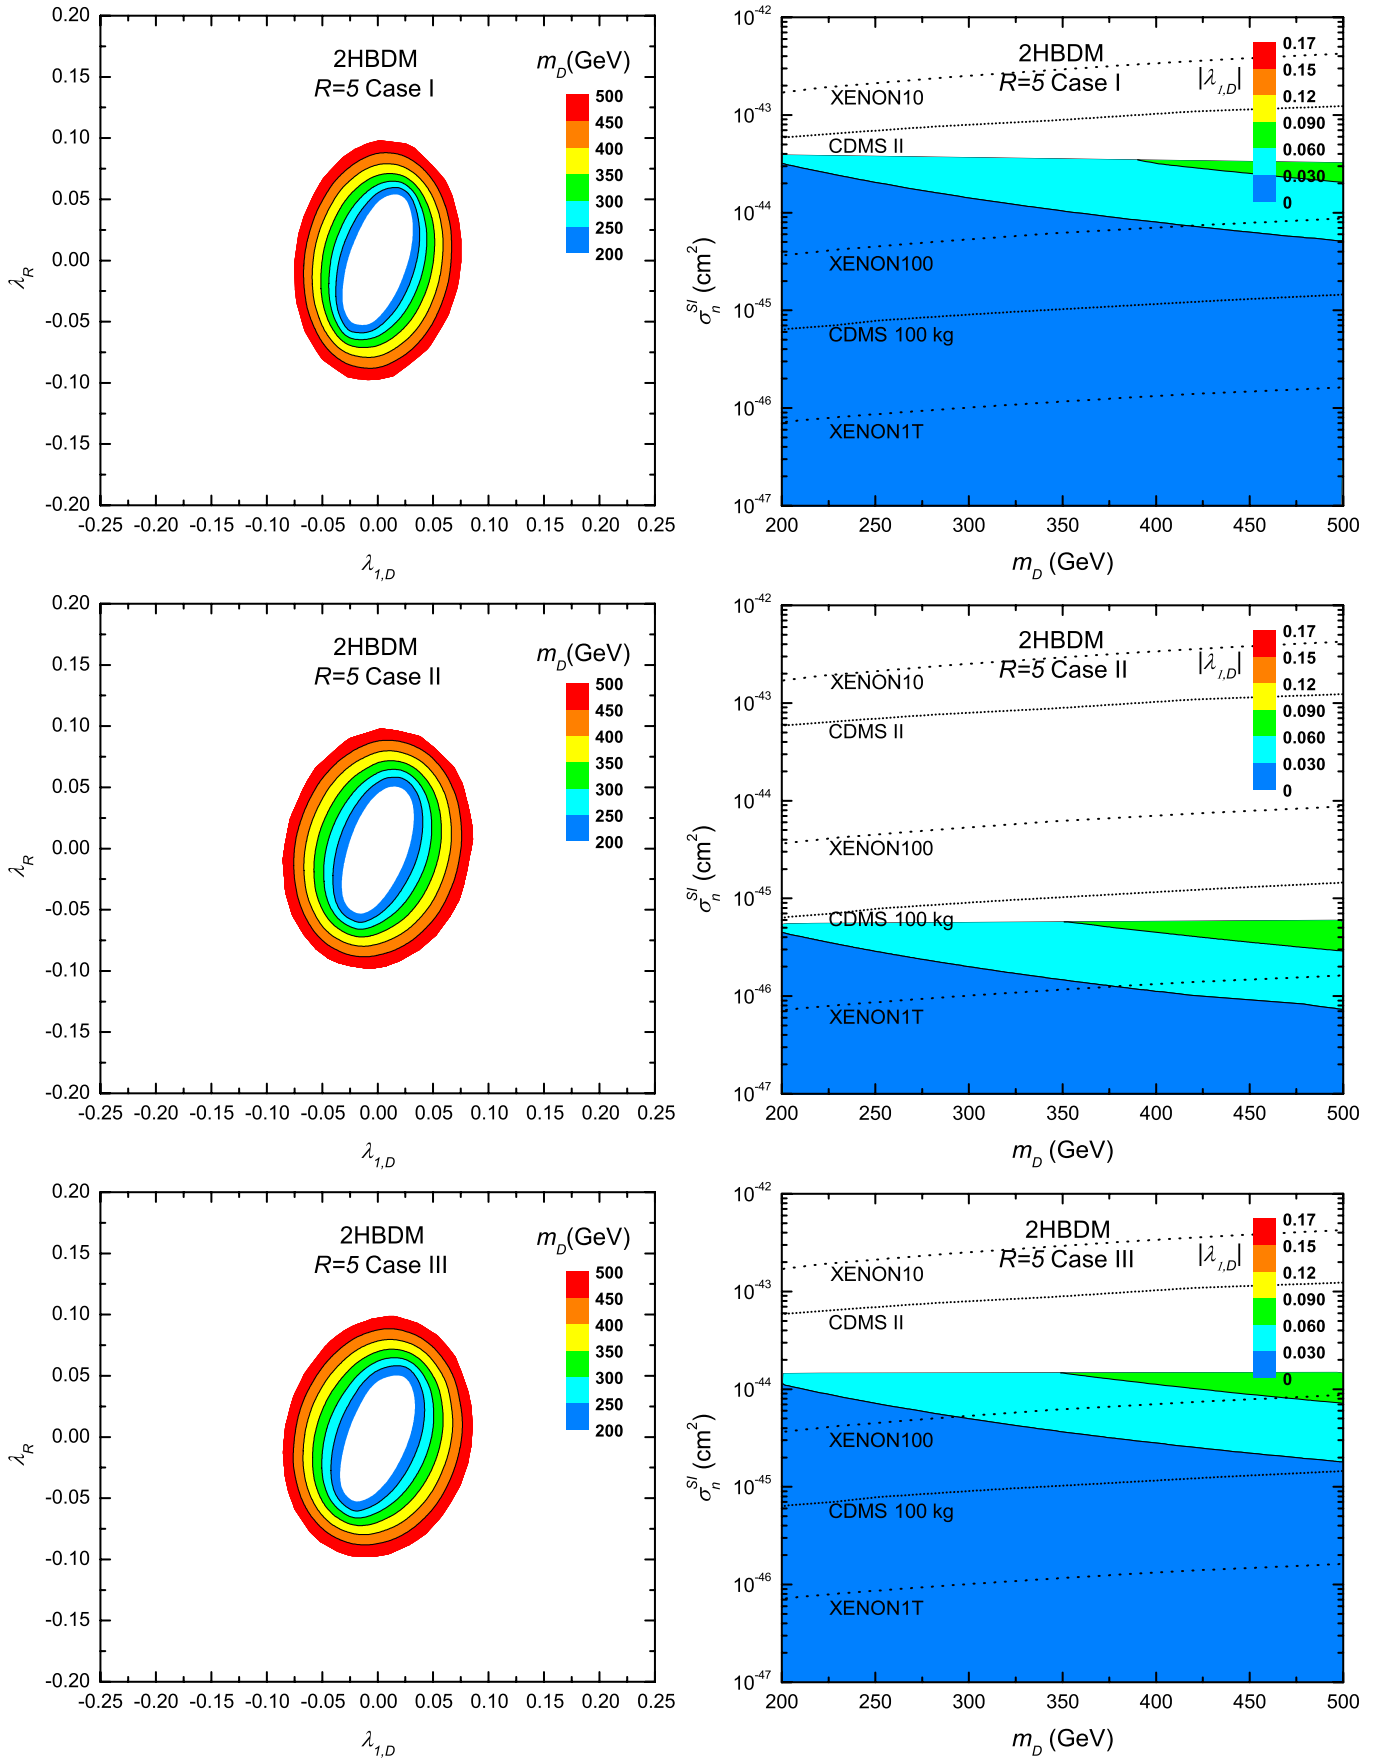 2HBDM
R=5 Case I
m_D(GeV)
500
450
400
350
300
250
200
0.20
0.15
0.10
0.05
0.00
-0.05
-0.10
-0.15
-0.20
λ_R
-0.25 -0.20 -0.15 -0.10 -0.05 0.00 0.05 0.10 0.15 0.20 0.25
λ_1,D
2HBDM
R=5 Case I
|λ_1,D|
0.17
0.15
0.12
0.090
0.060
0.030
0
XENON10
CDMS II
XENON100
CDMS 100 kg
XENON1T
10^-42
10^-43
10^-44
10^-45
10^-46
10^-47
σ_n^SI (cm^2)
200 250 300 350 400 450 500
m_D (GeV)
2HBDM
R=5 Case II
m_D(GeV)
500
450
400
350
300
250
200
0.20
0.15
0.10
0.05
0.00
-0.05
-0.10
-0.15
-0.20
λ_R
-0.25 -0.20 -0.15 -0.10 -0.05 0.00 0.05 0.10 0.15 0.20 0.25
λ_1,D
2HBDM
R=5 Case II
|λ_1,D|
0.17
0.15
0.12
0.090
0.060
0.030
0
XENON10
CDMS II
XENON100
CDMS 100 kg
XENON1T
10^-42
10^-43
10^-44
10^-45
10^-46
10^-47
σ_n^SI (cm^2)
200 250 300 350 400 450 500
m_D (GeV)
2HBDM
R=5 Case III
m_D(GeV)
500
450
400
350
300
250
200
0.20
0.15
0.10
0.05
0.00
-0.05
-0.10
-0.15
-0.20
λ_R
-0.25 -0.20 -0.15 -0.10 -0.05 0.00 0.05 0.10 0.15 0.20 0.25
λ_1,D
2HBDM
R=5 Case III
|λ_1,D|
0.17
0.15
0.12
0.090
0.060
0.030
0
XENON10
CDMS II
XENON100
CDMS 100 kg
XENON1T
10^-42
10^-43
10^-44
10^-45
10^-46
10^-47
σ_n^SI (cm^2)
200 250 300 350 400 450 500
m_D (GeV)